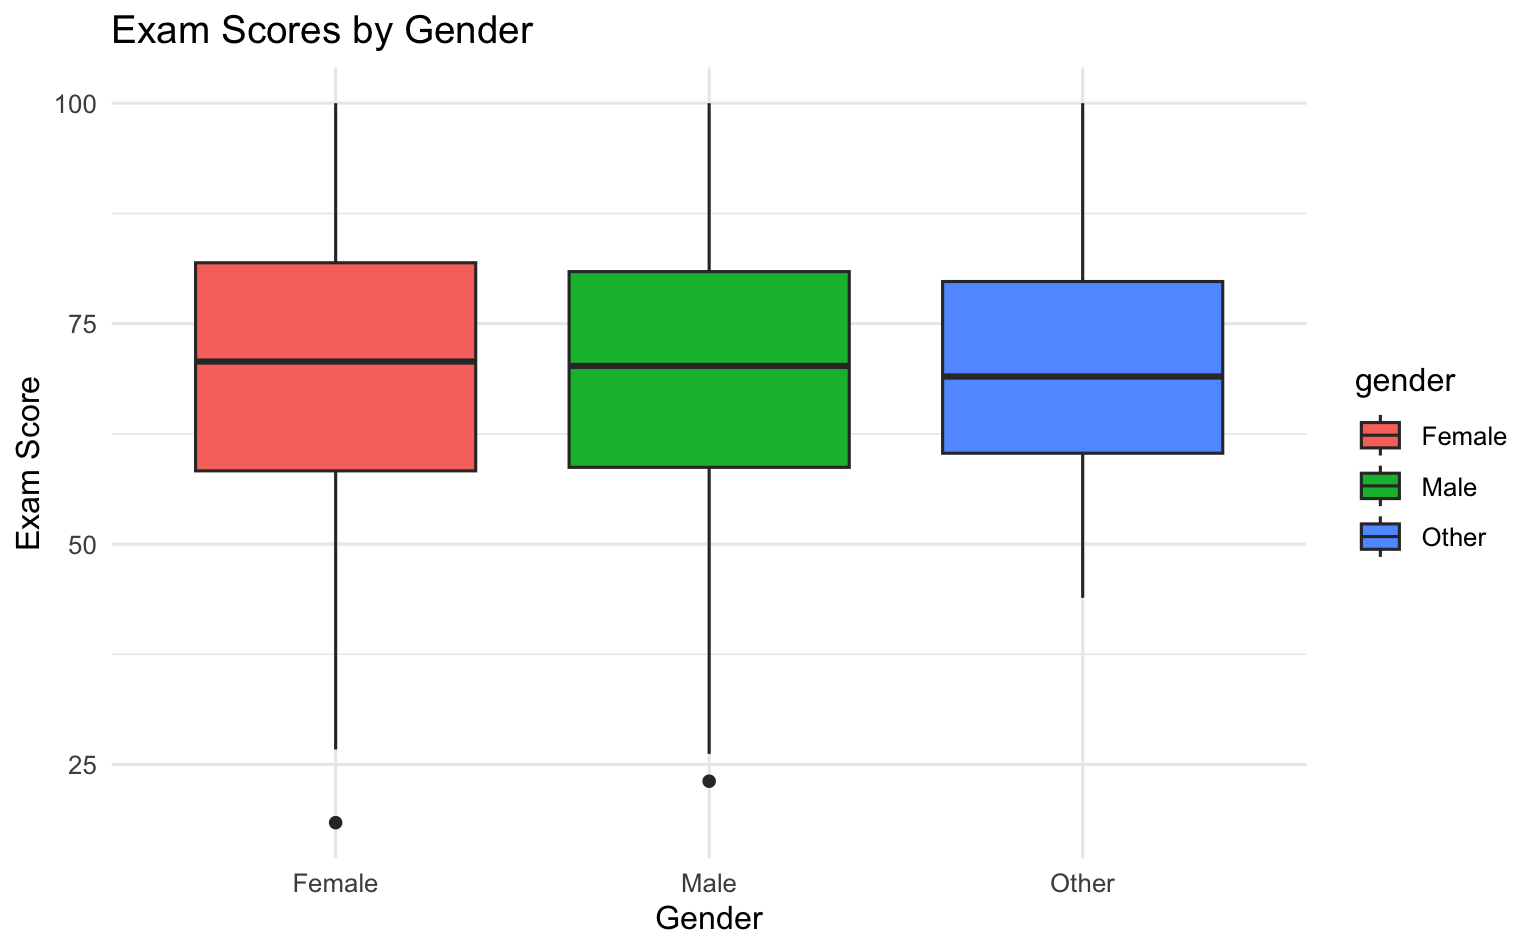 Exam Scores by Gender
100
75
50
25
Exam Score
Female
Male
Other
Gender
gender
Female
Male
Other